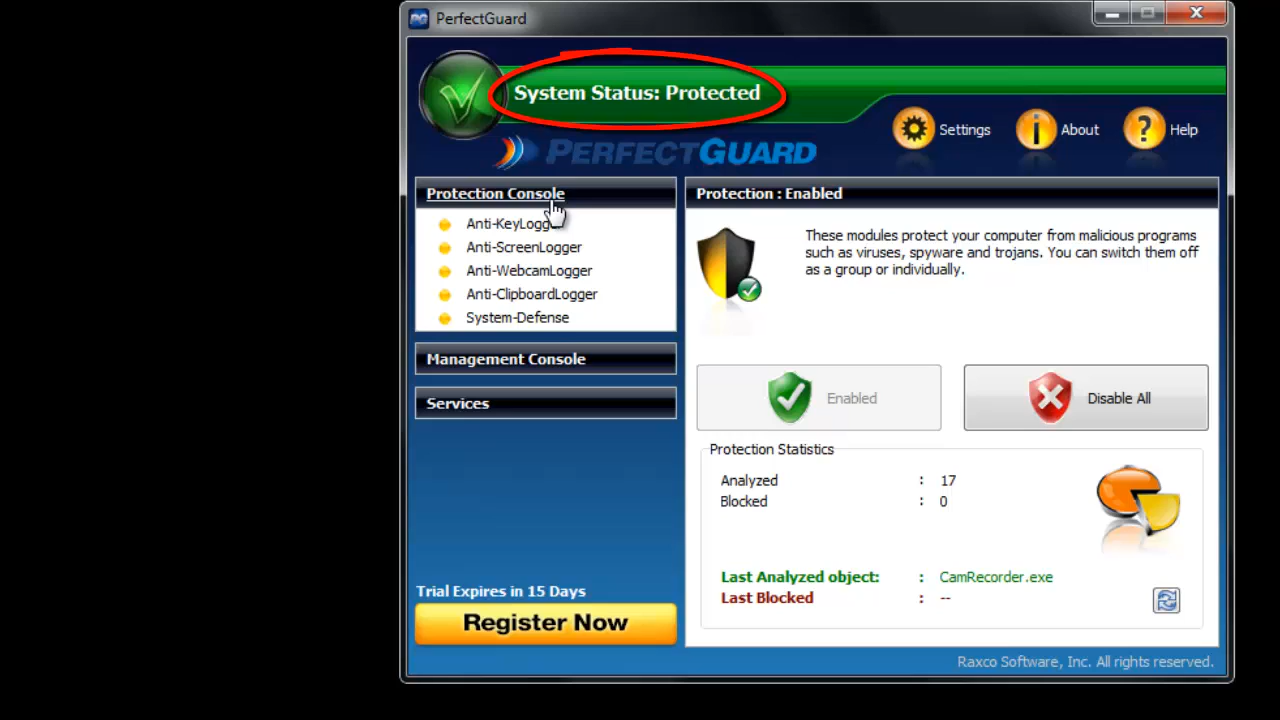 PG PerfectGuard
System Status: Protected
Settings
About
Help
PERFECTGUARD
Protection Console
Anti-KeyLogge
Anti-ScreenLogger
Anti-WebcamLogger
Anti-ClipboardLogger
System-Defense
Management Console
Services
Trial Expires in 15 Days
Register Now
Protection : Enabled
These modules protect your computer from malicious programs
such as viruses, spyware and trojans. You can switch them off
as a group or individually.
Enabled
Disable All
Protection Statistics
Analyzed : 17
Blocked : 0
Last Analyzed object: : CamRecorder.exe
Last Blocked : --
Raxco Software, Inc. All rights reserved.